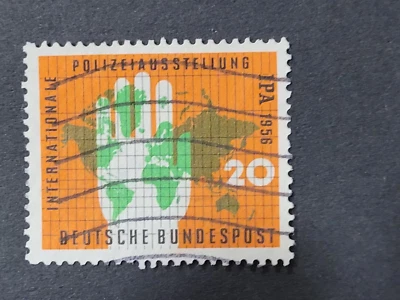 INTERNATIONALE
POLIZEIAUSSTELLUNG
IPA 1956
20
DEUTSCHE BUNDESPOST